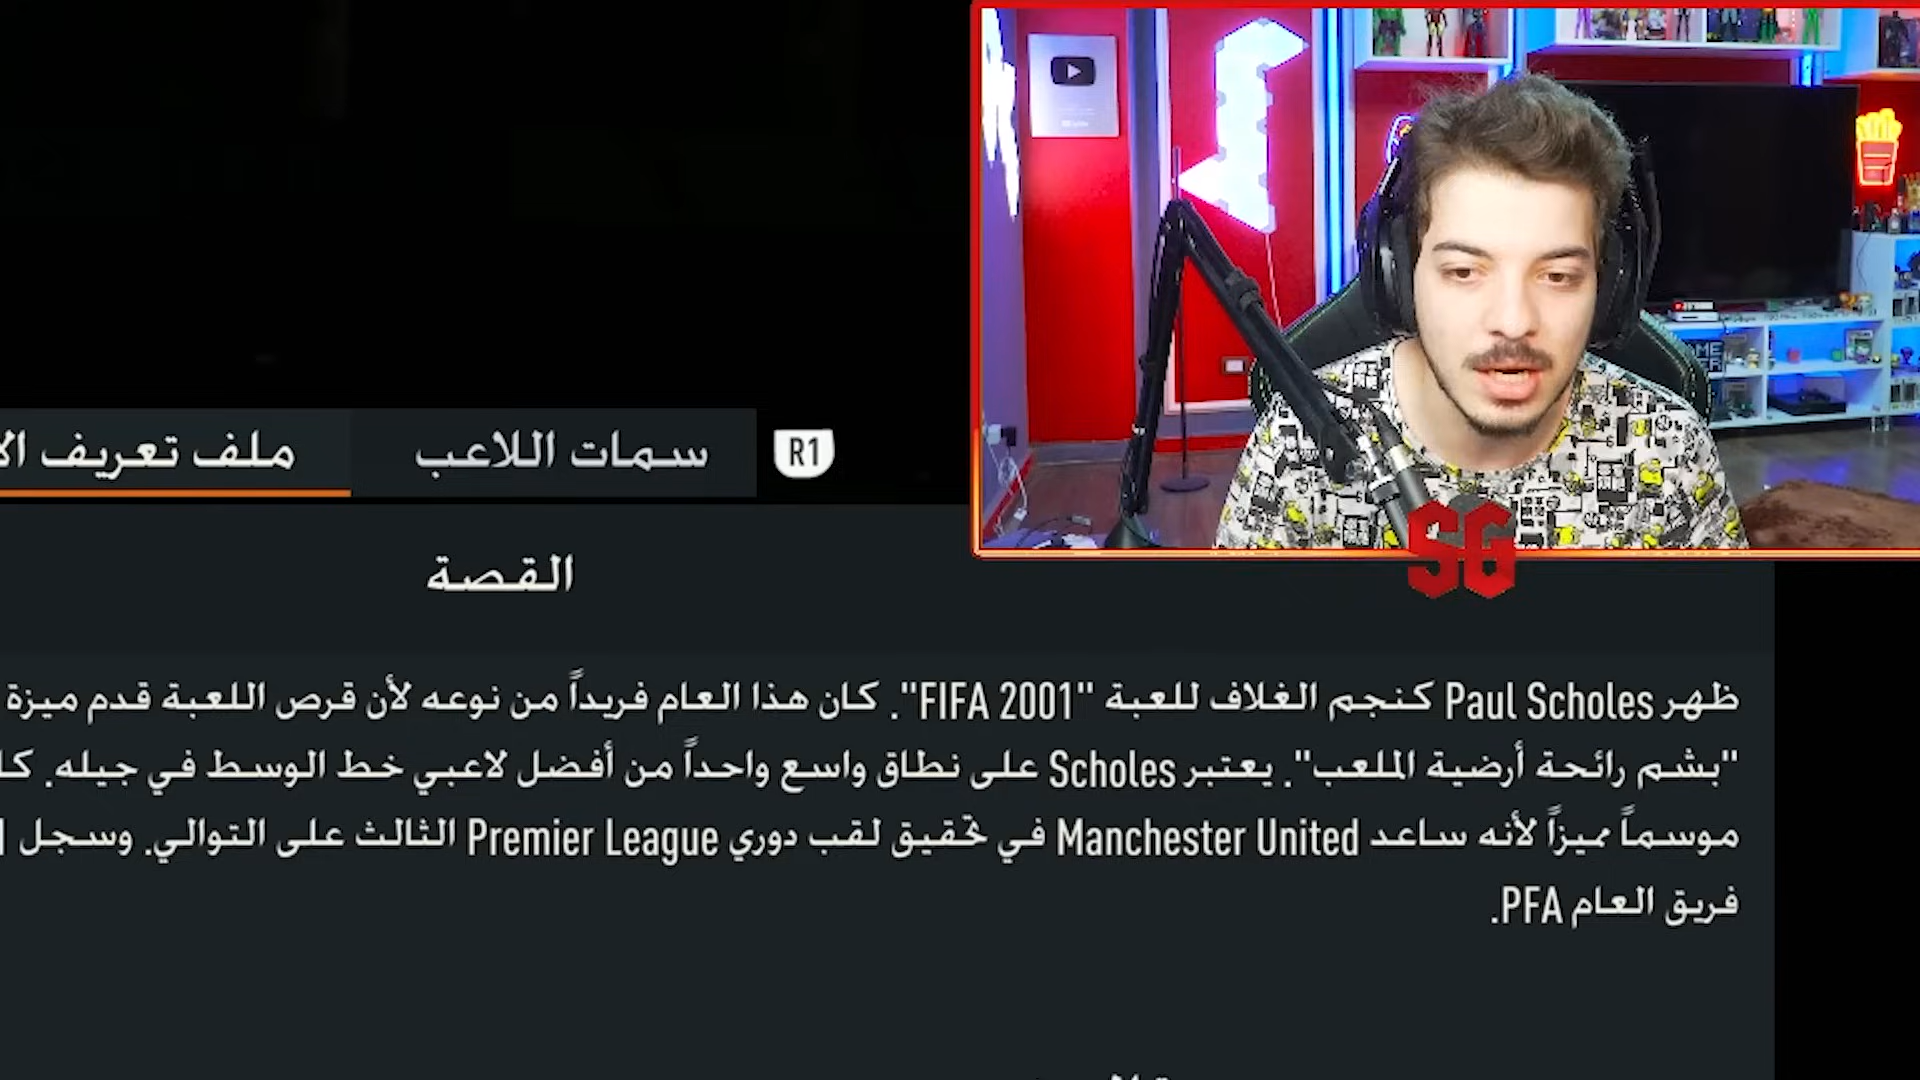 سمات اللاعب
ملف تعريف
R1
القصة
ظهر Paul Scholes كنجم الغلاف للعبة "FIFA 2001". كان هذا العام فريداً من نوعه لأن قرص اللعبة قدم ميزة
"بشم رائحة أرضية الملعب". يعتبر Scholes على نطاق واسع واحداً من أفضل لاعبي خط الوسط في جيله.
موسماً مميزاً لأنه ساعد Manchester United في تحقيق لقب دوري Premier League الثالث على التوالي. وسجل
فريق العام PFA.
SG